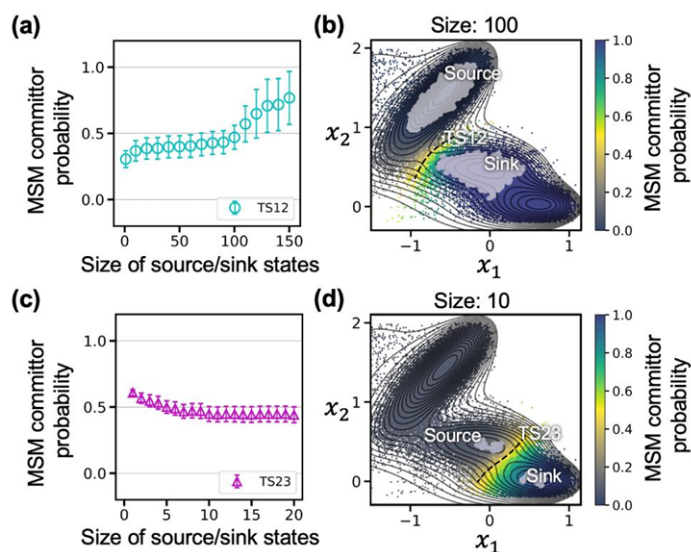 (a)
MSM committor
probability
1.0
0.5
0.0
TS12
0
50
100
150
Size of source/sink states
(b)
Size: 100
x₂
2
1
0
Source
TS12
Sink
−1
0
1
x₁
1.0
0.8
0.6
0.4
0.2
0.0
MSM committor
probability
(c)
MSM committor
probability
1.0
0.5
0.0
TS23
0
5
10
15
20
Size of source/sink states
(d)
Size: 10
x₂
2
1
0
Source
TS23
Sink
−1
0
1
x₁
1.0
0.8
0.6
0.4
0.2
0.0
MSM committor
probability